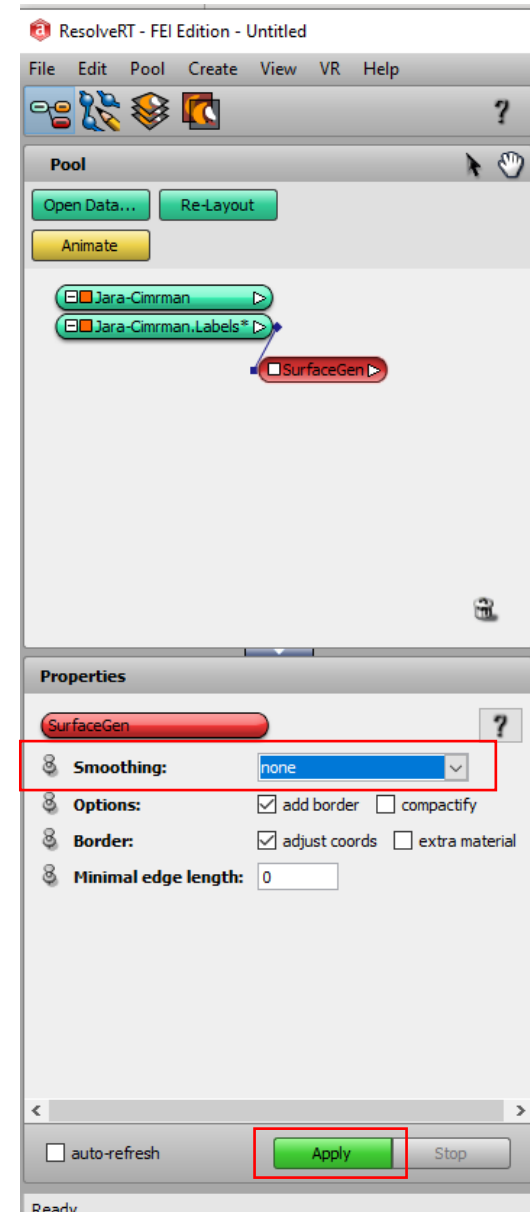 ResolveRT - FEI Edition - Untitled
File Edit Pool Create View VR Help
?
Pool
Open Data... Re-Layout
Animate
Jara-Cimrman
Jara-Cimrman.Labels*
SurfaceGen
Properties
SurfaceGen ?
Smoothing: none
Options: add border compactify
Border: adjust coords extra material
Minimal edge length: 0
auto-refresh Apply Stop
Ready